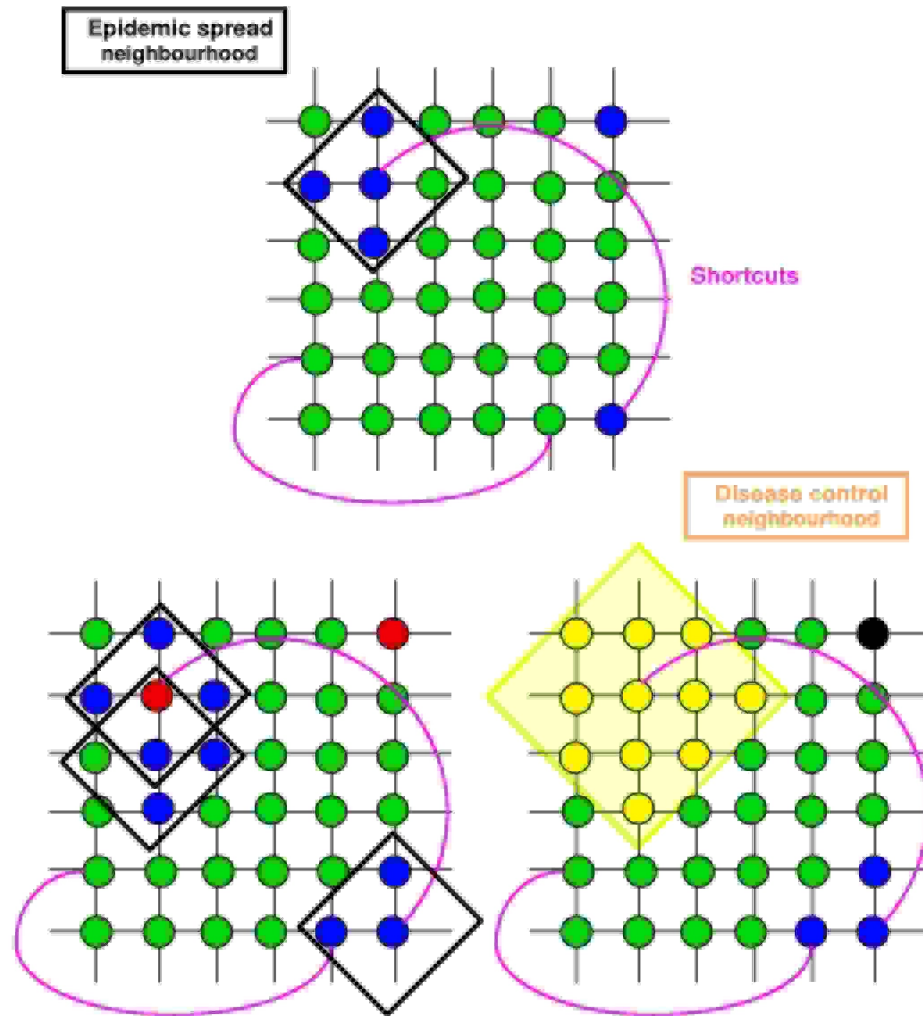 Epidemic spread
neighbourhood
Shortcuts
Disease control
neighbourhood